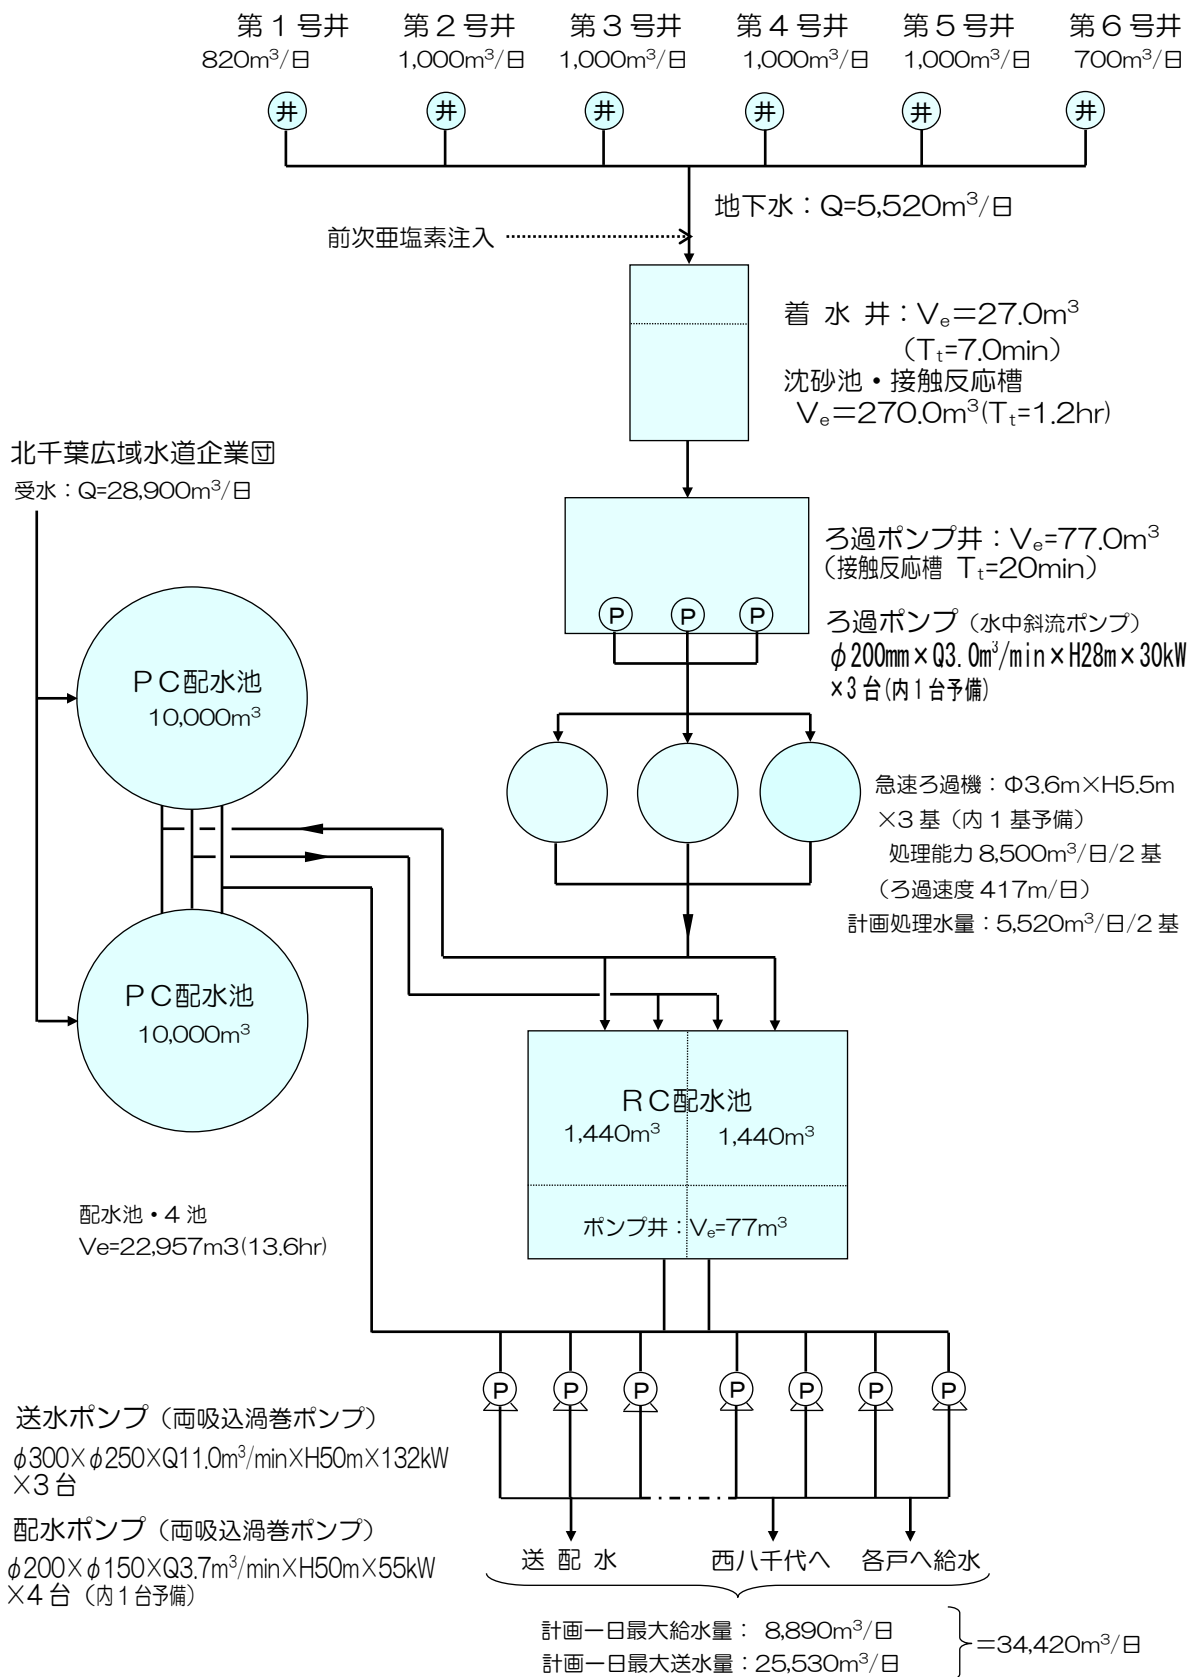 第1号井 第2号井 第3号井 第4号井 第5号井 第6号井
820m³/日 1,000m³/日 1,000m³/日 1,000m³/日 1,000m³/日 700m³/日
井 井 井 井 井 井
地下水：Q=5,520m³/日
前次亜塩素注入
着 水 井：Vₑ＝27.0m³
（Tₜ=7.0min）
沈砂池・接触反応槽
Vₑ＝270.0m³(Tₜ=1.2hr)
北千葉広域水道企業団
受水：Q=28,900m³/日
ろ過ポンプ井：Vₑ=77.0m³
（接触反応槽 Tₜ=20min）
P P P
ろ過ポンプ（水中斜流ポンプ）
φ200mm×Q3.0m³/min×H28m×30kW
×3台(内1台予備)
ＰＣ配水池
10,000m³
急速ろ過機：Φ3.6m×H5.5m
×3基（内1基予備）
処理能力 8,500m³/日/2基
（ろ過速度 417m/日）
計画処理水量：5,520m³/日/2基
ＰＣ配水池
10,000m³
ＲＣ配水池
1,440m³ 1,440m³
ポンプ井：Vₑ=77m³
配水池・4池
Ve=22,957m3(13.6hr)
P P P P P P P
送水ポンプ（両吸込渦巻ポンプ）
φ300×φ250×Q11.0m³/min×H50m×132kW
×3台
配水ポンプ（両吸込渦巻ポンプ）
φ200×φ150×Q3.7m³/min×H50m×55kW
×4台（内1台予備）
送 配 水 西八千代へ 各戸へ給水
計画一日最大給水量： 8,890m³/日
計画一日最大送水量：25,530m³/日
＝34,420m³/日